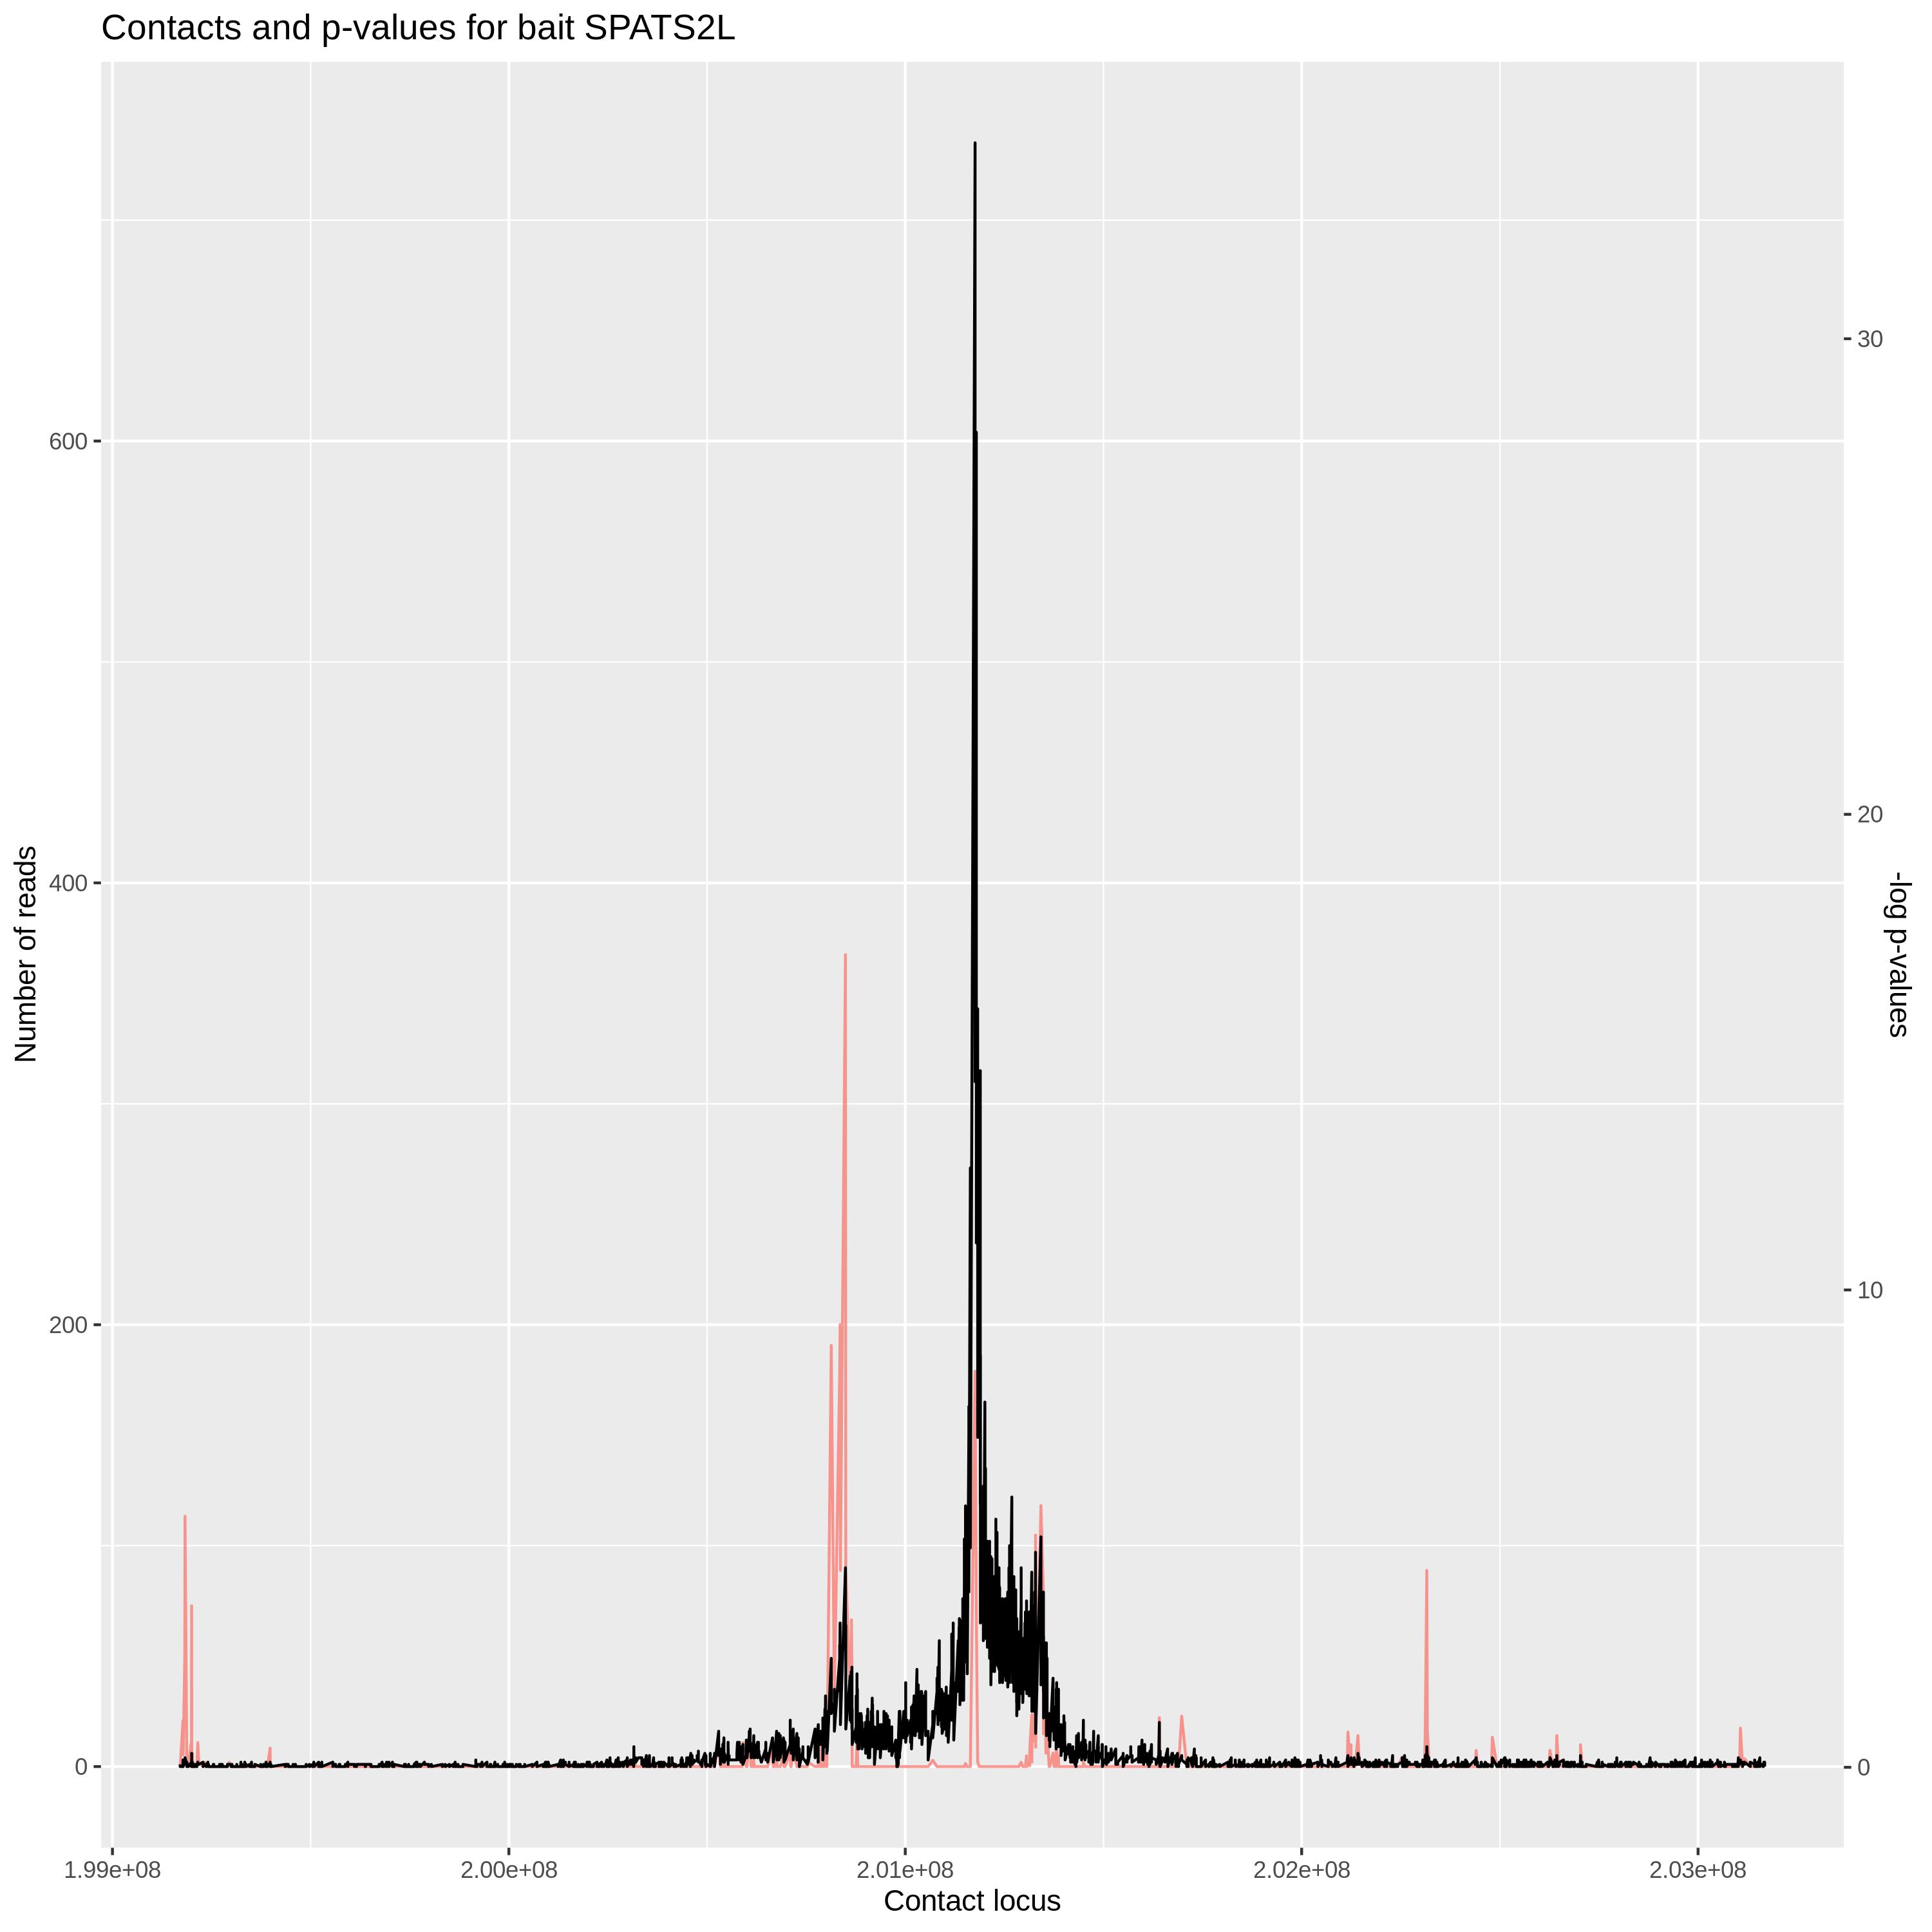 Contacts and p-values for bait SPATS2L
Number of reads
600
400
200
0
30
20
10
0
-log p-values
1.99e+08 2.00e+08 2.01e+08 2.02e+08 2.03e+08
Contact locus